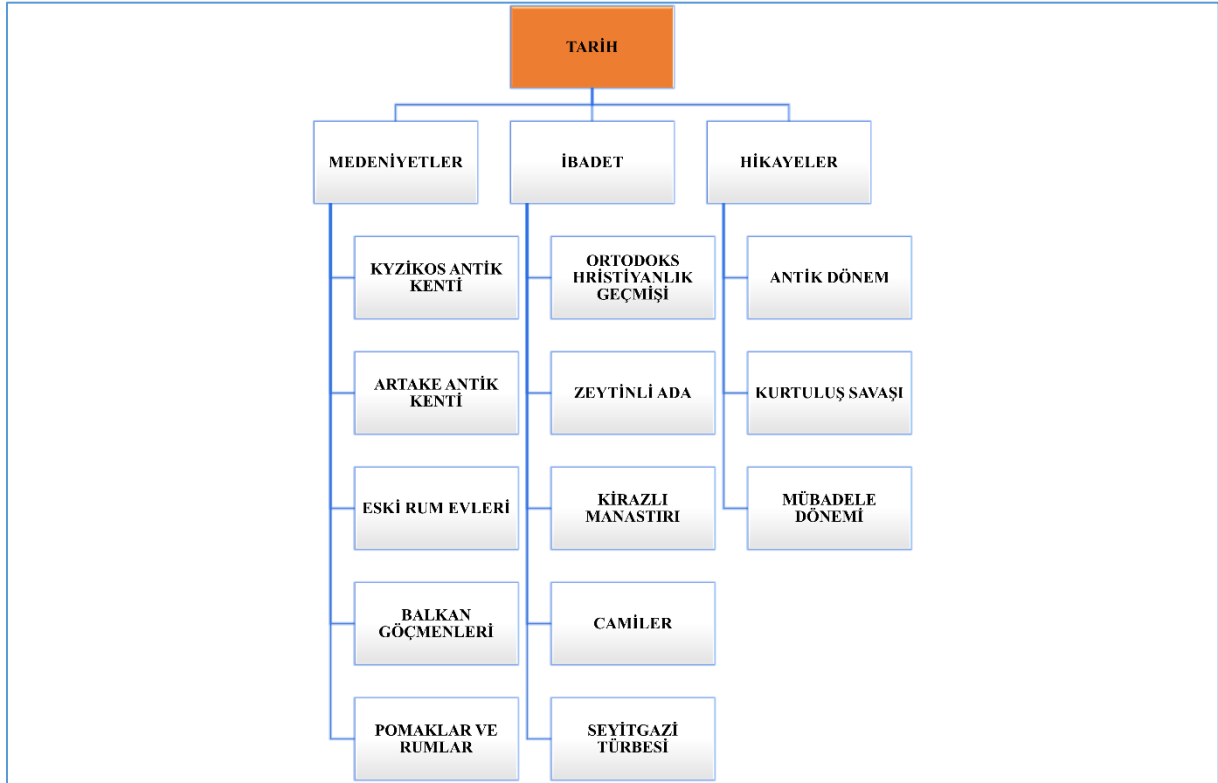 TARİH
MEDENİYETLER
İBADET
HİKAYELER
KYZİKOS ANTİK
KENTİ
ARTAKE ANTİK
KENTİ
ESKİ RUM EVLERİ
BALKAN
GÖÇMENLERİ
POMAKLAR VE
RUMLAR
ORTODOKS
HRİSTİYANLIK
GEÇMİŞİ
ZEYTİNLİ ADA
KİRAZLI
MANASTIRI
CAMİLER
SEYİTGAZİ
TÜRBESİ
ANTİK DÖNEM
KURTULUŞ SAVAŞI
MÜBADELE
DÖNEMİ